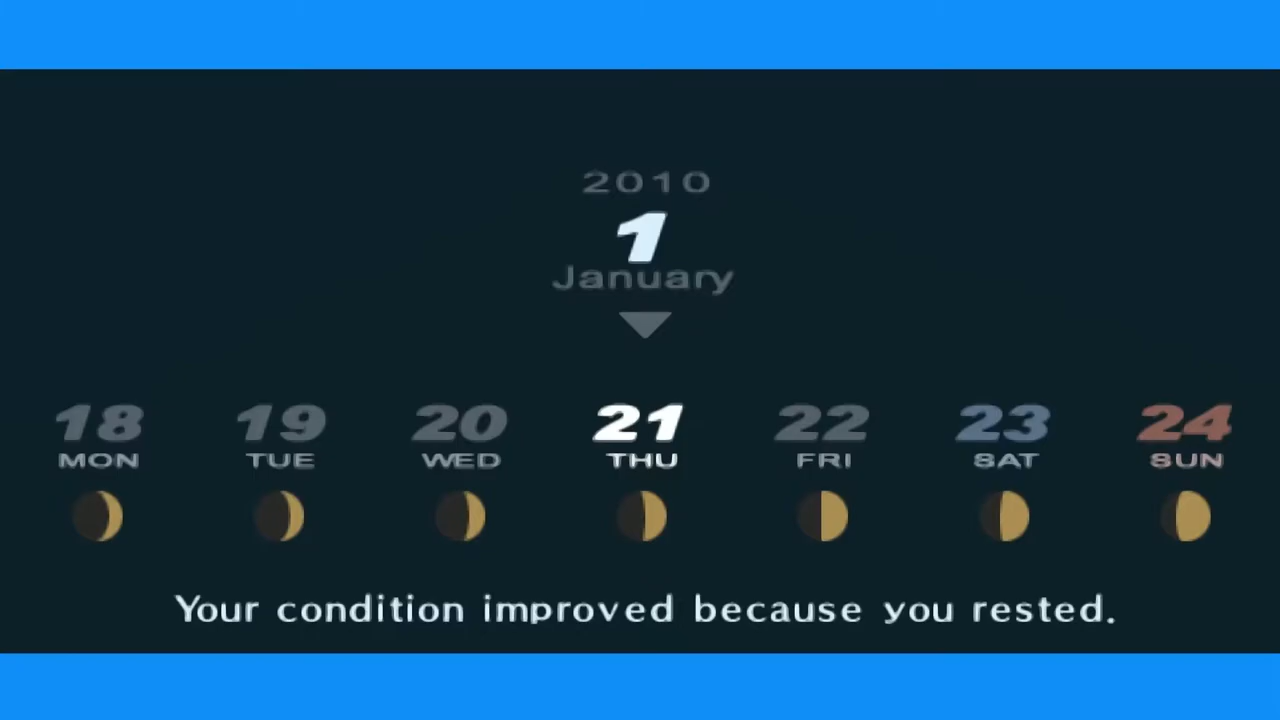 2010
1
January
18 19 20 21 22 23 24
MON TUE WED THU FRI SAT SUN
Your condition improved because you rested.